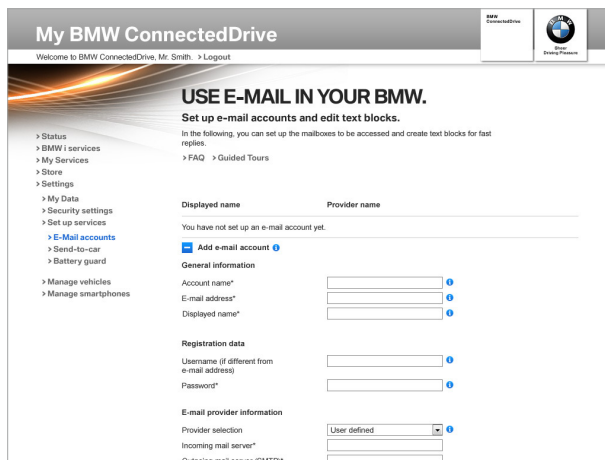 My BMW ConnectedDrive
BMW
ConnectedDrive
BMW
Sheer
Driving Pleasure
Welcome to BMW ConnectedDrive, Mr. Smith. > Logout
USE E-MAIL IN YOUR BMW.
Set up e-mail accounts and edit text blocks.
In the following, you can set up the mailboxes to be accessed and create text blocks for fast
replies.
> FAQ > Guided Tours
> Status
> BMW i services
> My Services
> Store
> Settings
> My Data
> Security settings
> Set up services
> E-Mail accounts
> Send-to-car
> Battery guard
> Manage vehicles
> Manage smartphones
Displayed name Provider name
You have not set up an e-mail account yet.
Add e-mail account i
General information
Account name* i
E-mail address* i
Displayed name* i
Registration data
Username (if different from i
e-mail address)
Password* i
E-mail provider information
Provider selection User defined i
Incoming mail server*
Outgoing mail server (SMTP)*